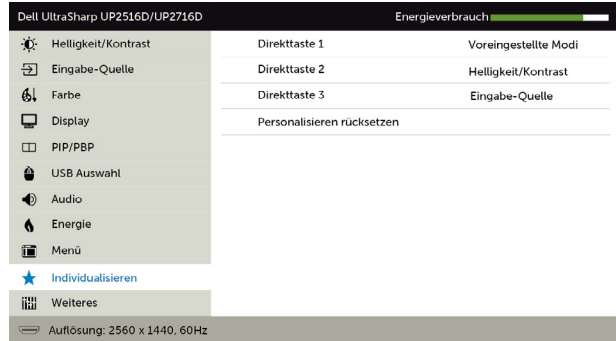 Dell UltraSharp UP2516D/UP2716D Energieverbrauch
Helligkeit/Kontrast Direkttaste 1 Voreingestellte Modi
Eingabe-Quelle Direkttaste 2 Helligkeit/Kontrast
Farbe Direkttaste 3 Eingabe-Quelle
Display Personalisieren rücksetzen
PIP/PBP
USB Auswahl
Audio
Energie
Menü
Individualisieren
Weiteres
Auflösung: 2560 x 1440, 60Hz